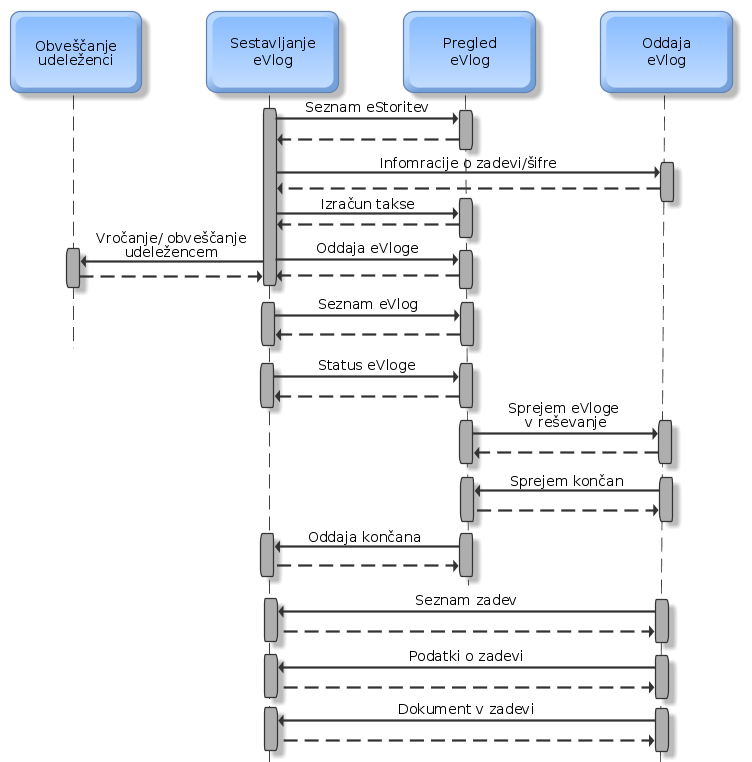 Obveščanje
udeleženci
Sestavljanje
eVlog
Pregled
eVlog
Oddaja
eVlog
Seznam eStoritev
Infomracije o zadevi/šifre
Izračun takse
Vročanje/ obveščanje
udeležencem
Oddaja eVloge
Seznam eVlog
Status eVloge
Sprejem eVloge
v reševanje
Sprejem končan
Oddaja končana
Seznam zadev
Podatki o zadevi
Dokument v zadevi